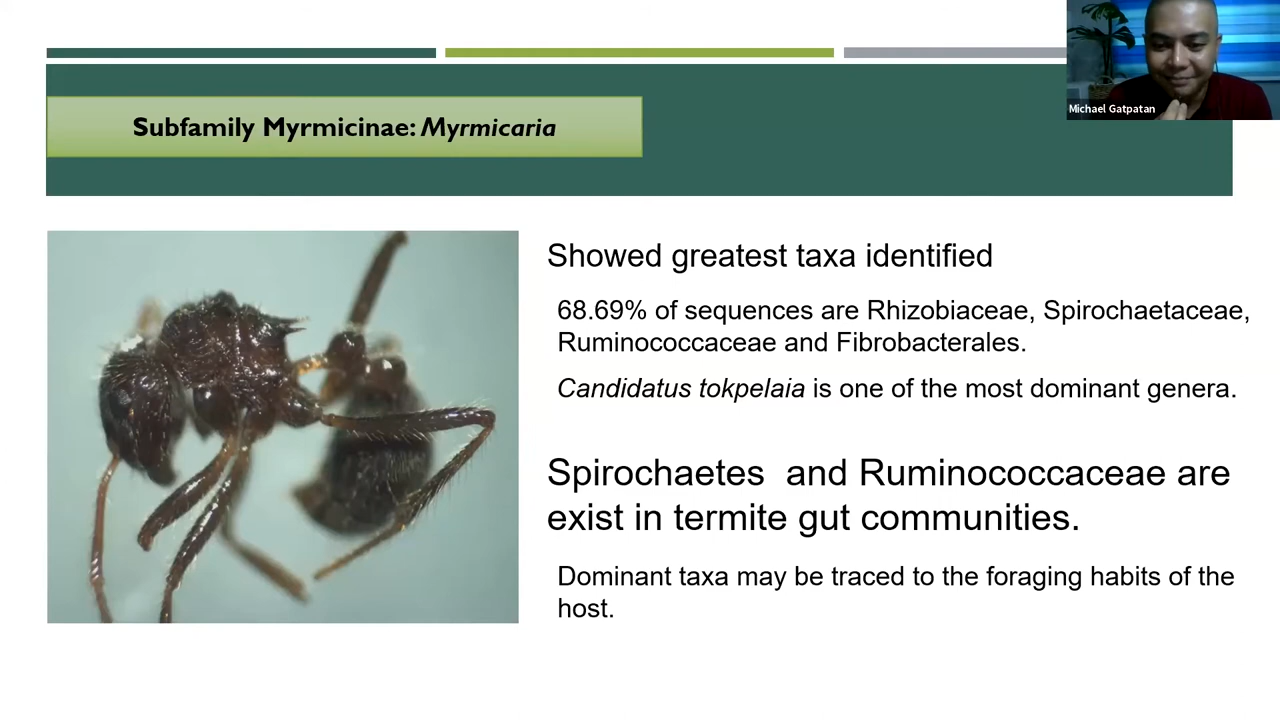 Michael Gatpatan
Subfamily Myrmicinae: Myrmicaria
Showed greatest taxa identified
68.69% of sequences are Rhizobiaceae, Spirochaetaceae,
Ruminococcaceae and Fibrobacterales.
Candidatus tokpelaia is one of the most dominant genera.
Spirochaetes  and Ruminococcaceae are
exist in termite gut communities.
Dominant taxa may be traced to the foraging habits of the
host.